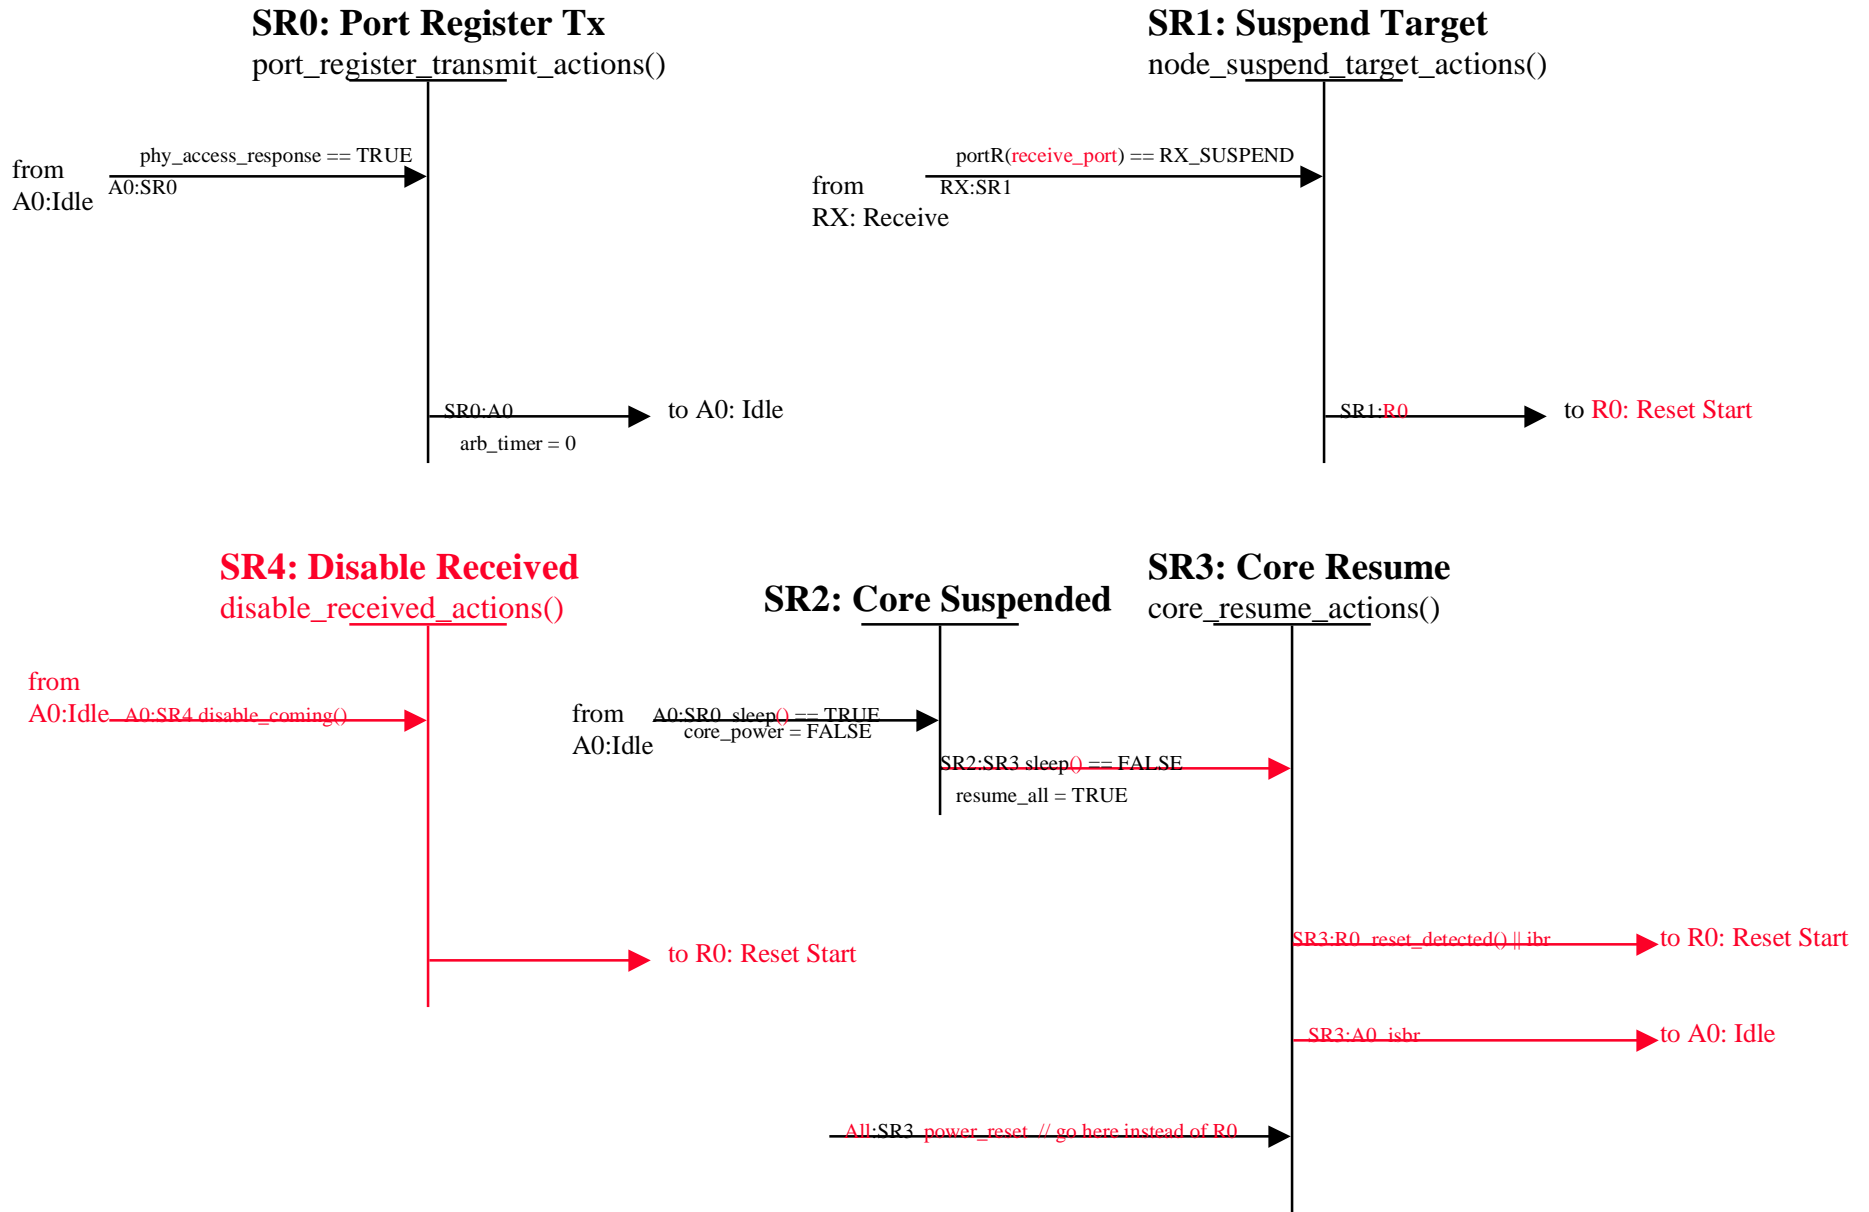 SR0: Port Register Tx
port_register_transmit_actions()
phy_access_response == TRUE
from
A0:Idle
A0:SR0
SR0:A0
to A0: Idle
arb_timer = 0
SR1: Suspend Target
node_suspend_target_actions()
portR(receive_port) == RX_SUSPEND
from
RX: Receive
RX:SR1
SR1:R0
to R0: Reset Start
SR4: Disable Received
disable_received_actions()
from
A0:Idle
A0:SR4 disable_coming()
to R0: Reset Start
SR2: Core Suspended
from
A0:Idle
A0:SR0 sleep() == TRUE
core_power = FALSE
SR2:SR3 sleep() == FALSE
resume_all = TRUE
SR3: Core Resume
core_resume_actions()
SR3:R0 reset_detected() || ibr
to R0: Reset Start
SR3:A0 isbr
to A0: Idle
All:SR3 power_reset // go here instead of R0